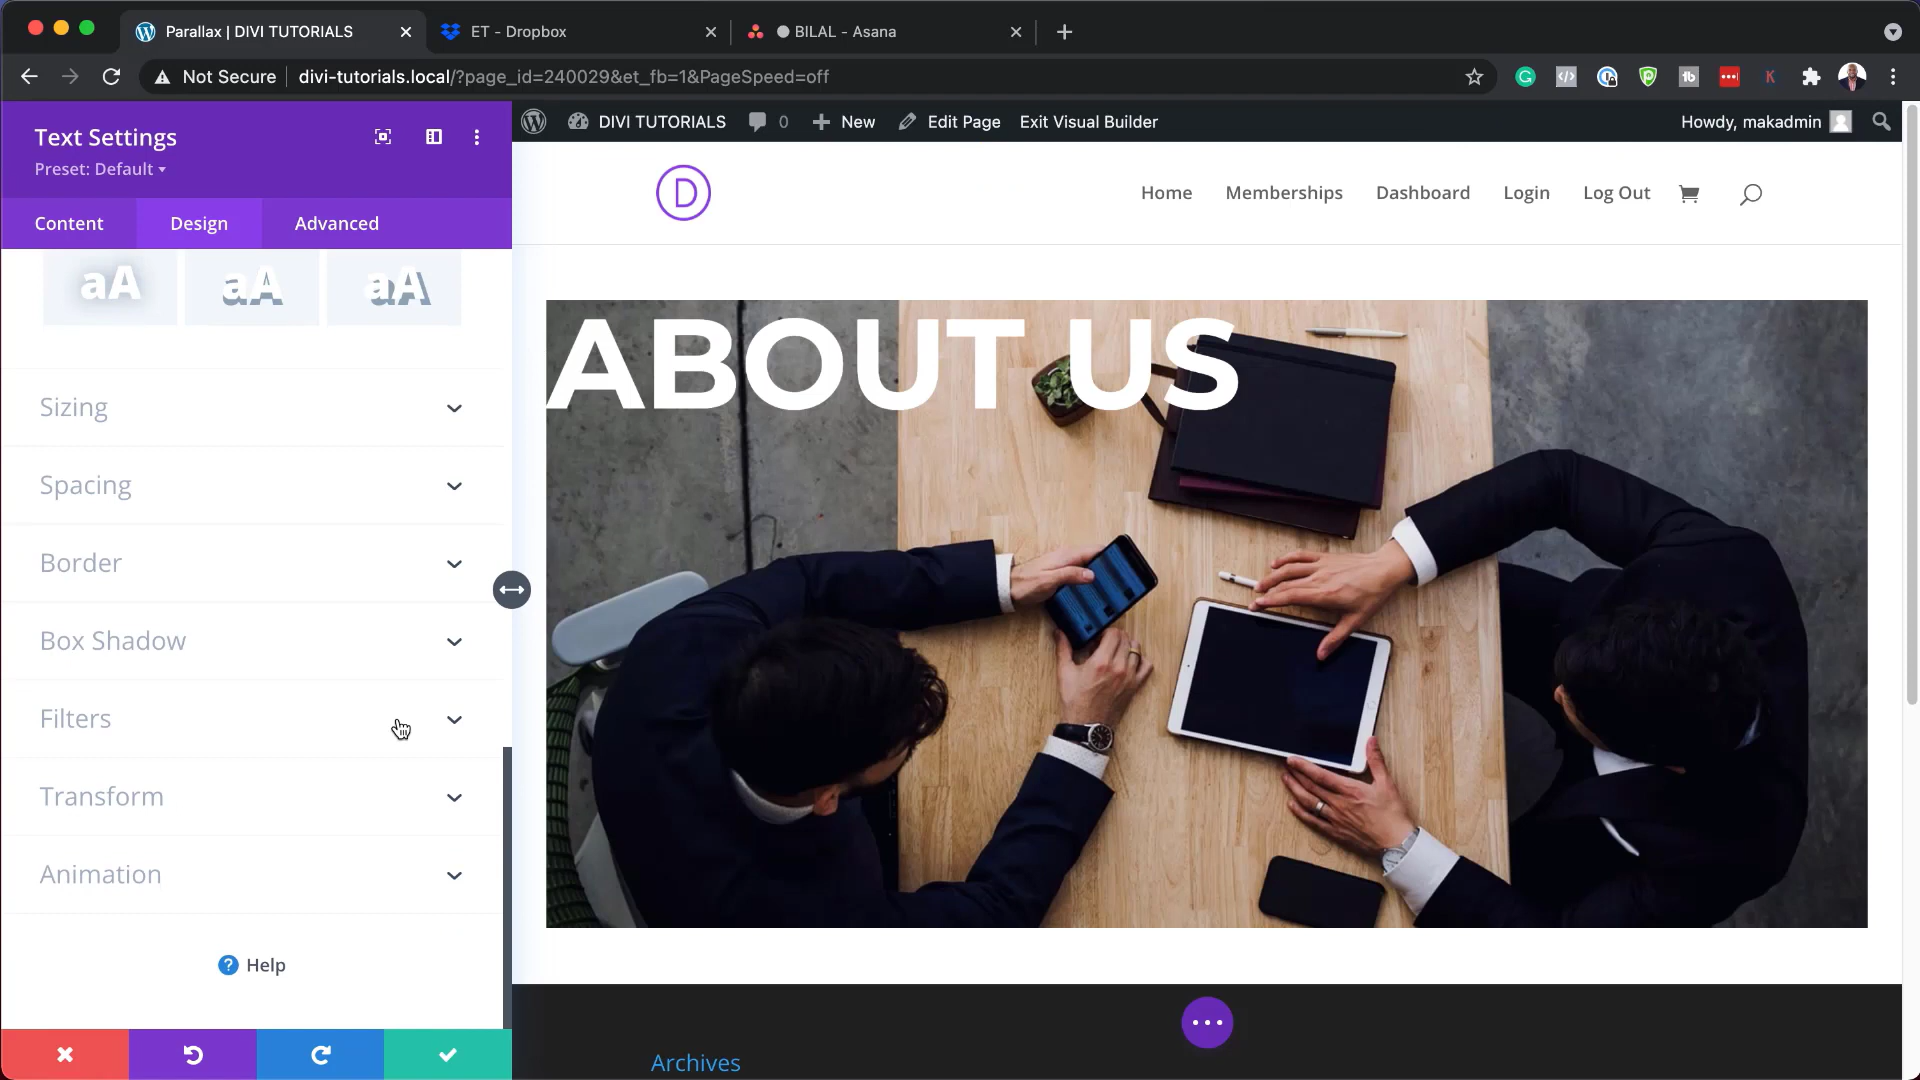 Parallax | DIVI TUTORIALS
ET - Dropbox
BILAL - Asana
Not Secure
divi-tutorials.local/?page_id=240029&et_fb=1&PageSpeed=off
Text Settings
Preset: Default
Content
Design
Advanced
aA
aA
aA
Sizing
Spacing
Border
Box Shadow
Filters
Transform
Animation
Help
DIVI TUTORIALS
0
New
Edit Page
Exit Visual Builder
Howdy, makadmin
D
Home
Memberships
Dashboard
Login
Log Out
ABOUT US
Archives